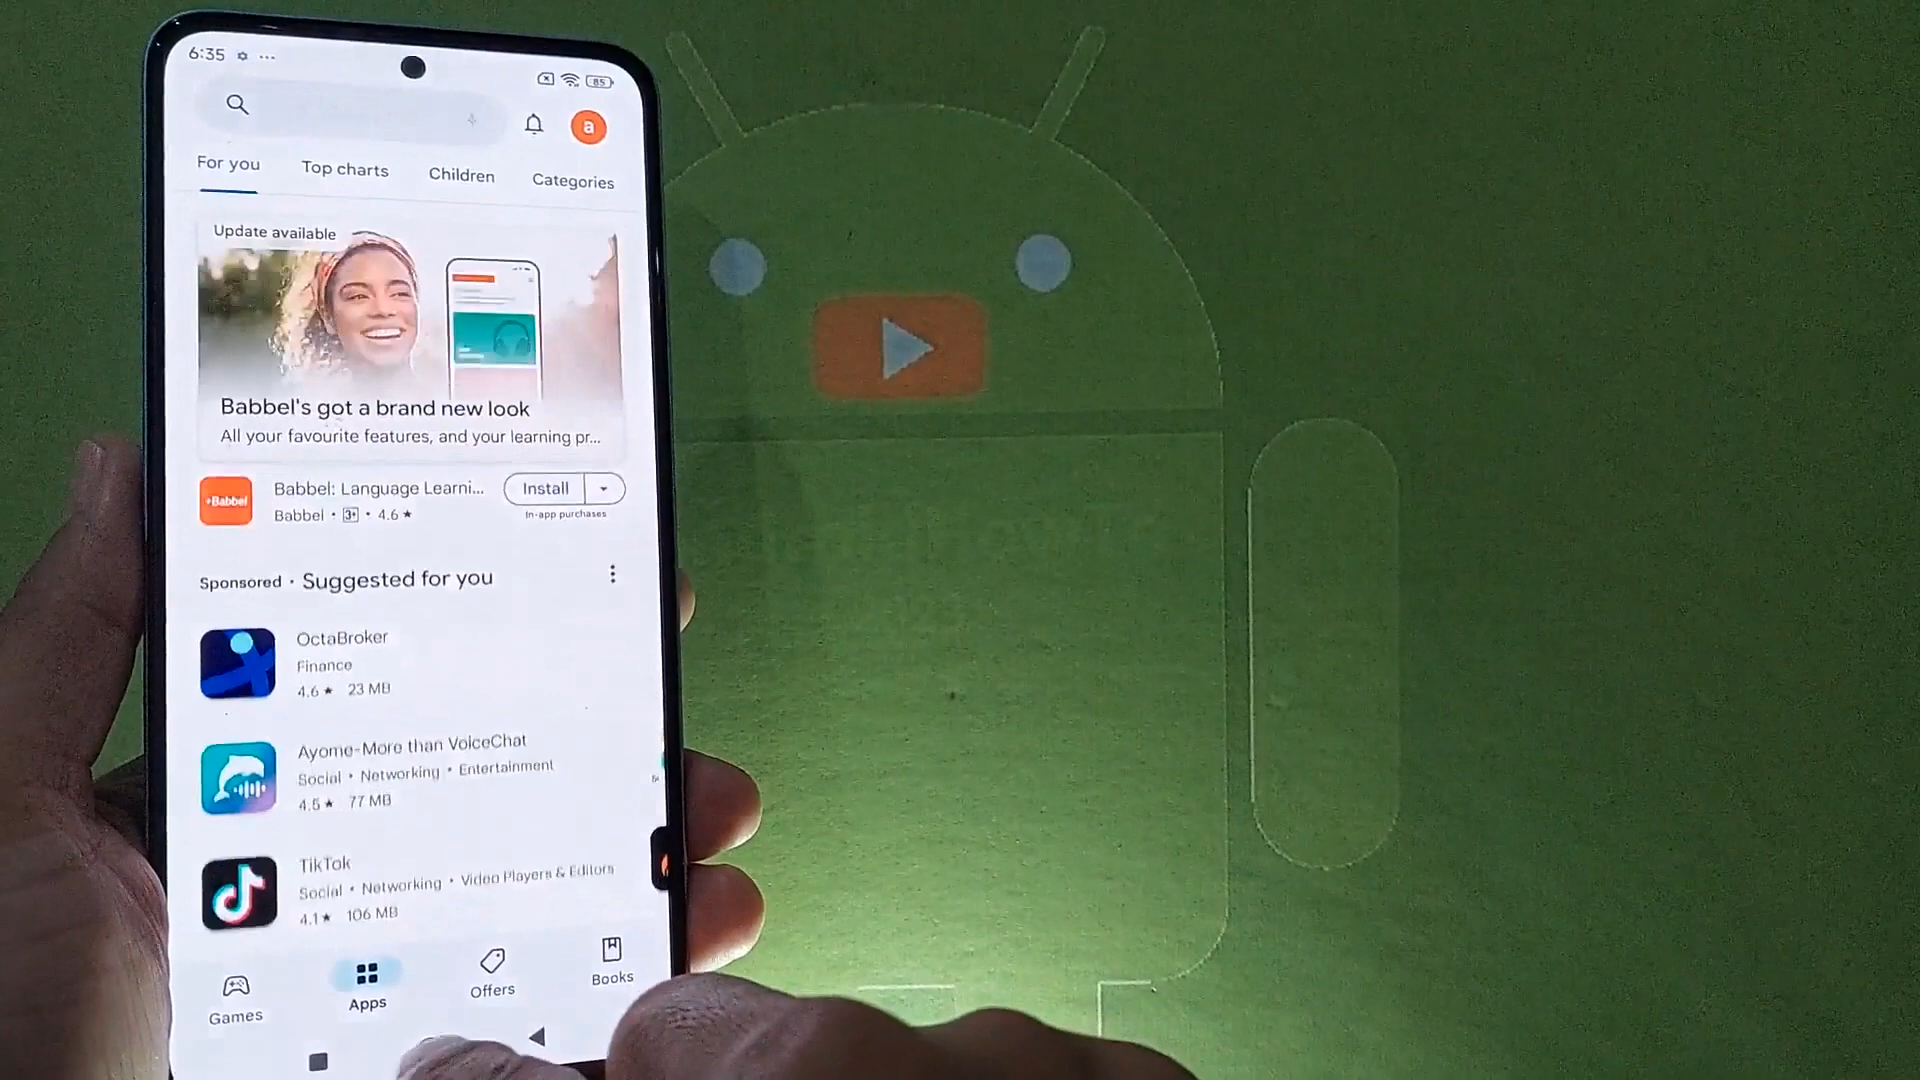 6:35
85
a
For you Top charts Children Categories
Update available
Babbel's got a brand new look
All your favourite features, and your learning pr...
+Babbel
Babbel: Language Learni...
Install
Babbel • 3+ • 4.6 ★
In-app purchases
Sponsored • Suggested for you
OctaBroker
Finance
4.6 ★ 23 MB
Ayome-More than VoiceChat
Social • Networking • Entertainment
4.5 ★ 77 MB
TikTok
Social • Networking • Video Players & Editors
4.1 ★ 106 MB
Games Apps Offers Books